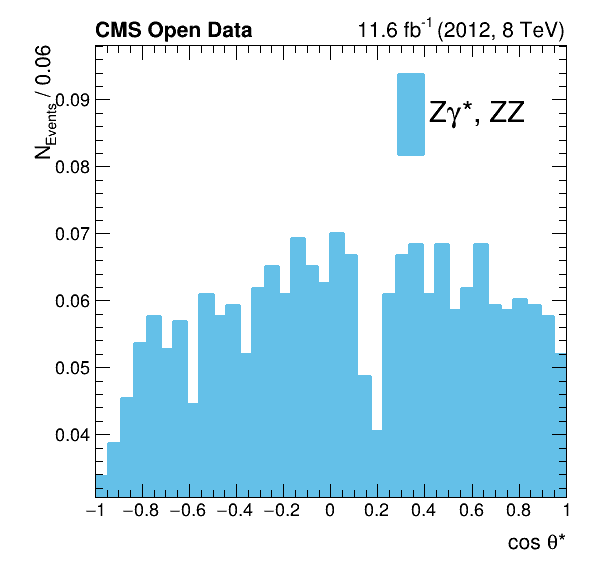 CMS Open Data 11.6 fb⁻¹ (2012, 8 TeV)
N_Events / 0.06
Zγ*, ZZ
0.09
0.08
0.07
0.06
0.05
0.04
−1 −0.8 −0.6 −0.4 −0.2 0 0.2 0.4 0.6 0.8 1
cos θ*